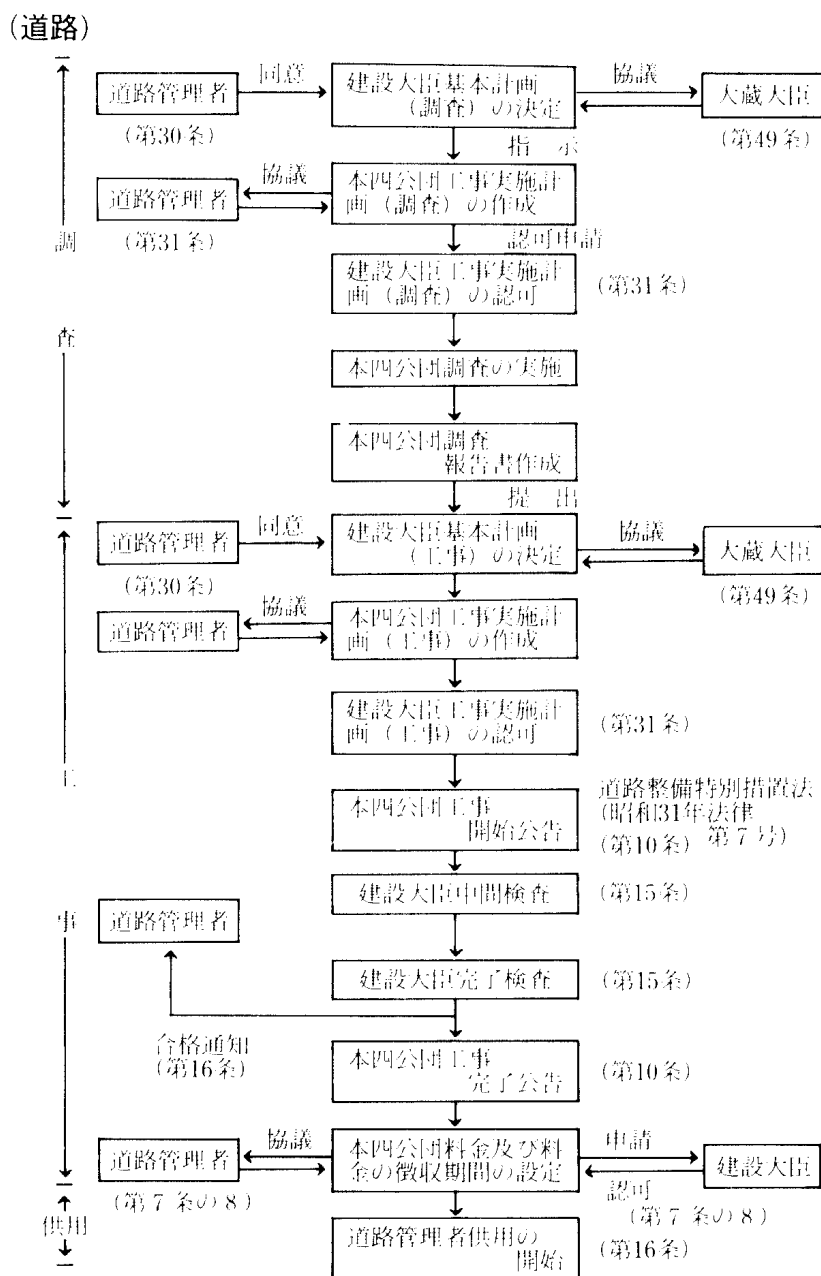 (道路)
道路管理者
同意
建設大臣基本計画
(調査)の決定
協議
大蔵大臣
(第30条)
(第49条)
指 示
道路管理者
協議
本四公団工事実施計
画(調査)の作成
(第31条)
認可申請
建設大臣工事実施計
画(調査)の認可
(第31条)
調
査
本四公団調査の実施
本四公団調査
報告書作成
提 出
道路管理者
同意
建設大臣基本計画
(工事)の決定
協議
大蔵大臣
(第30条)
(第49条)
道路管理者
協議
本四公団工事実施計
画(工事)の作成
建設大臣工事実施計
画(工事)の認可
(第31条)
工
本四公団工事
開始公告
道路整備特別措置法
(昭和31年法律
第7号)
(第10条)
建設大臣中間検査
(第15条)
事
道路管理者
建設大臣完了検査
(第15条)
合格通知
(第16条)
本四公団工事
完了公告
(第10条)
道路管理者
協議
本四公団料金及び料
金の徴収期間の設定
申請
認可
建設大臣
(第7条の8)
(第7条の8)
供用
道路管理者供用の
開始
(第16条)